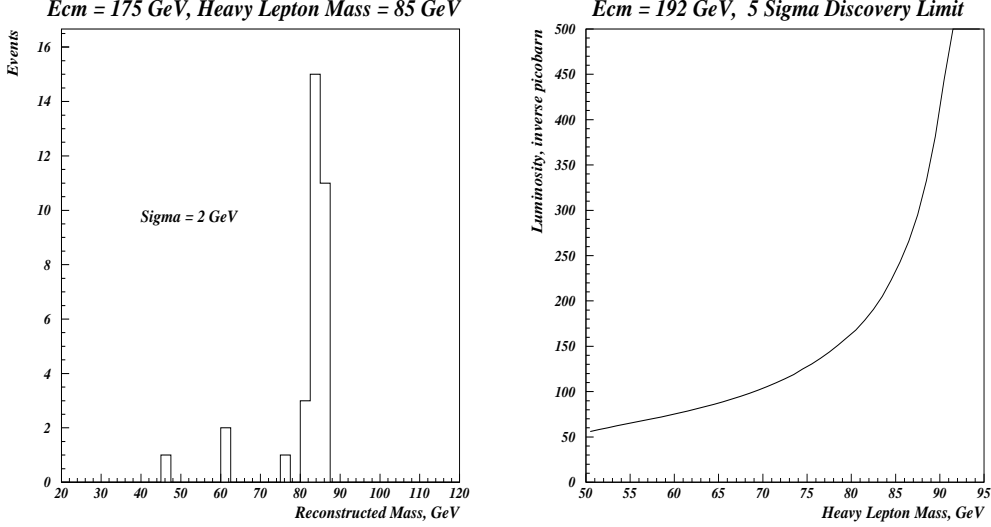 Ecm = 175 GeV, Heavy Lepton Mass = 85 GeV
Events
16
14
12
10
8
6
4
2
0
Sigma = 2 GeV
20 30 40 50 60 70 80 90 100 110 120
Reconstructed Mass, GeV
Ecm = 192 GeV, 5 Sigma Discovery Limit
Luminosity, inverse picobarn
500
450
400
350
300
250
200
150
100
50
0
50 55 60 65 70 75 80 85 90 95
Heavy Lepton Mass, GeV